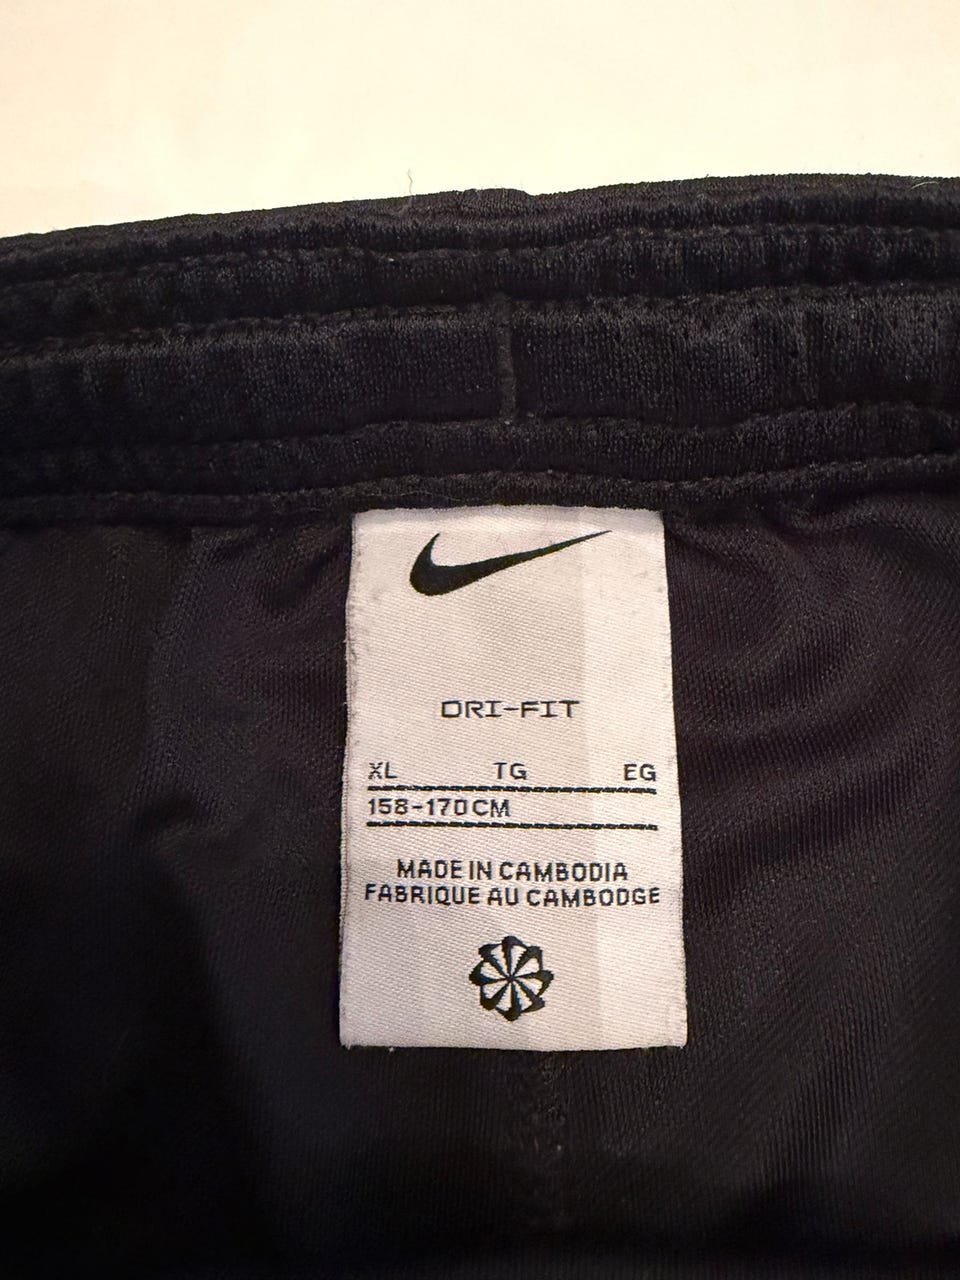 DRI-FIT
XL TG EG
158-170CM
MADE IN CAMBODIA
FABRIQUE AU CAMBODGE